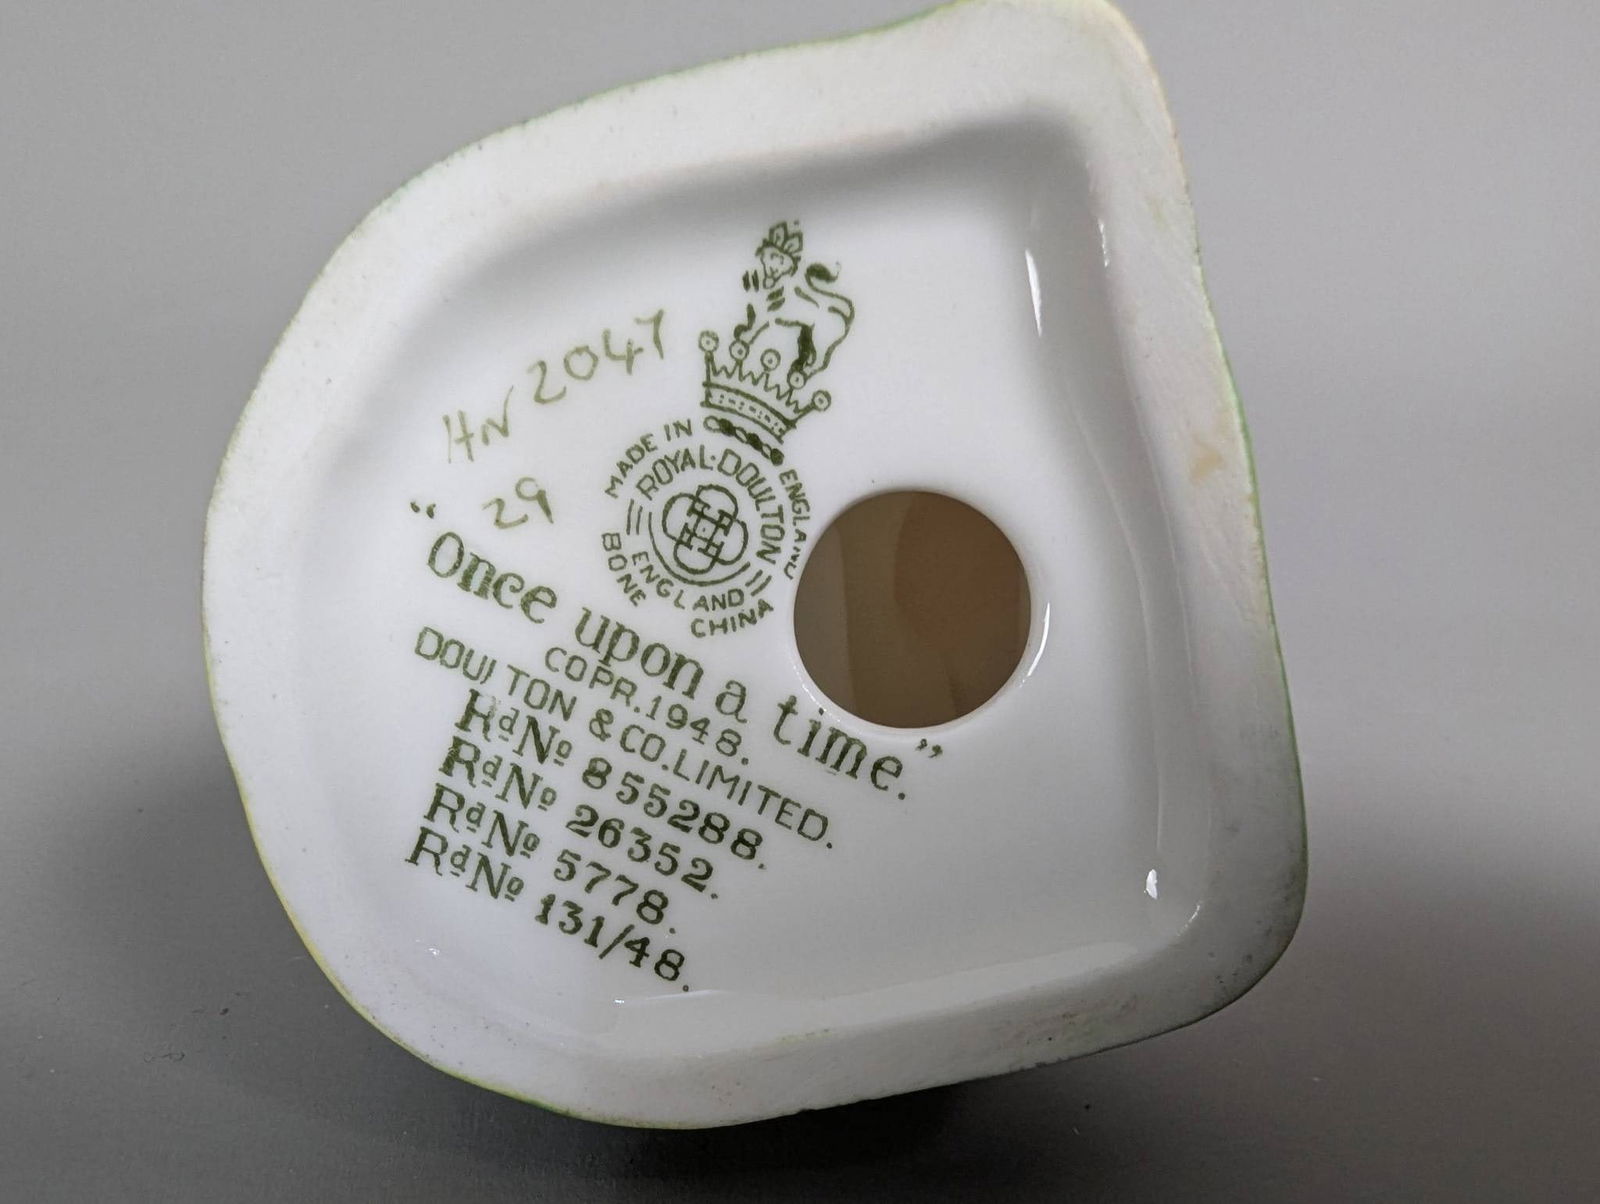 HN 2047
29
MADE IN ENGLAND
ROYAL·DOULTON
ENGLAND
BONE CHINA
“Once upon a time.”
COPR.1948.
DOULTON & CO.LIMITED.
RdNo 855288.
RdNo 26352.
RdNo 5778.
RdNo 131/48.